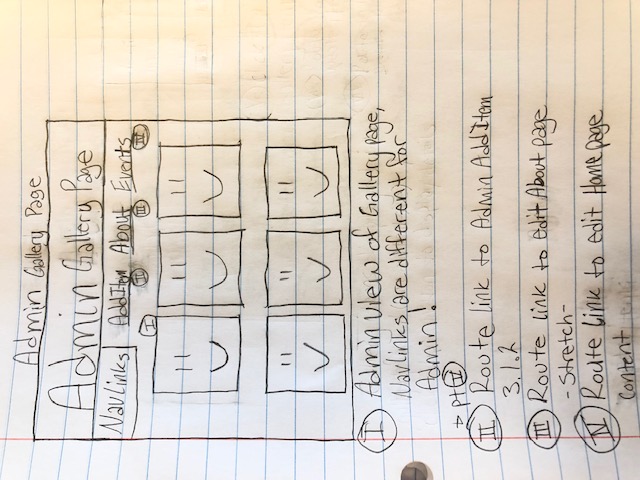 Admin Gallery Page
Admin Gallery Page
NavLinks AddItem About Events
I II III IV
I Admin view of Gallery page,
NavLinks are different for
Admin!
→ pt IV
II Route link to Admin AddItem
3.1.2
III Route link to edit About page
-Stretch-
IV Route link to edit Home page
content